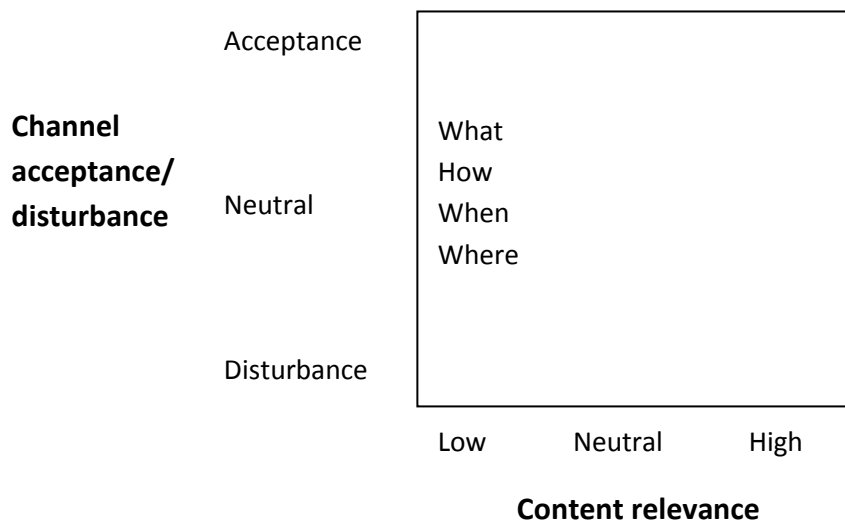 Acceptance
Channel
acceptance/
disturbance
Neutral
Disturbance
What
How
When
Where
Low Neutral High
Content relevance